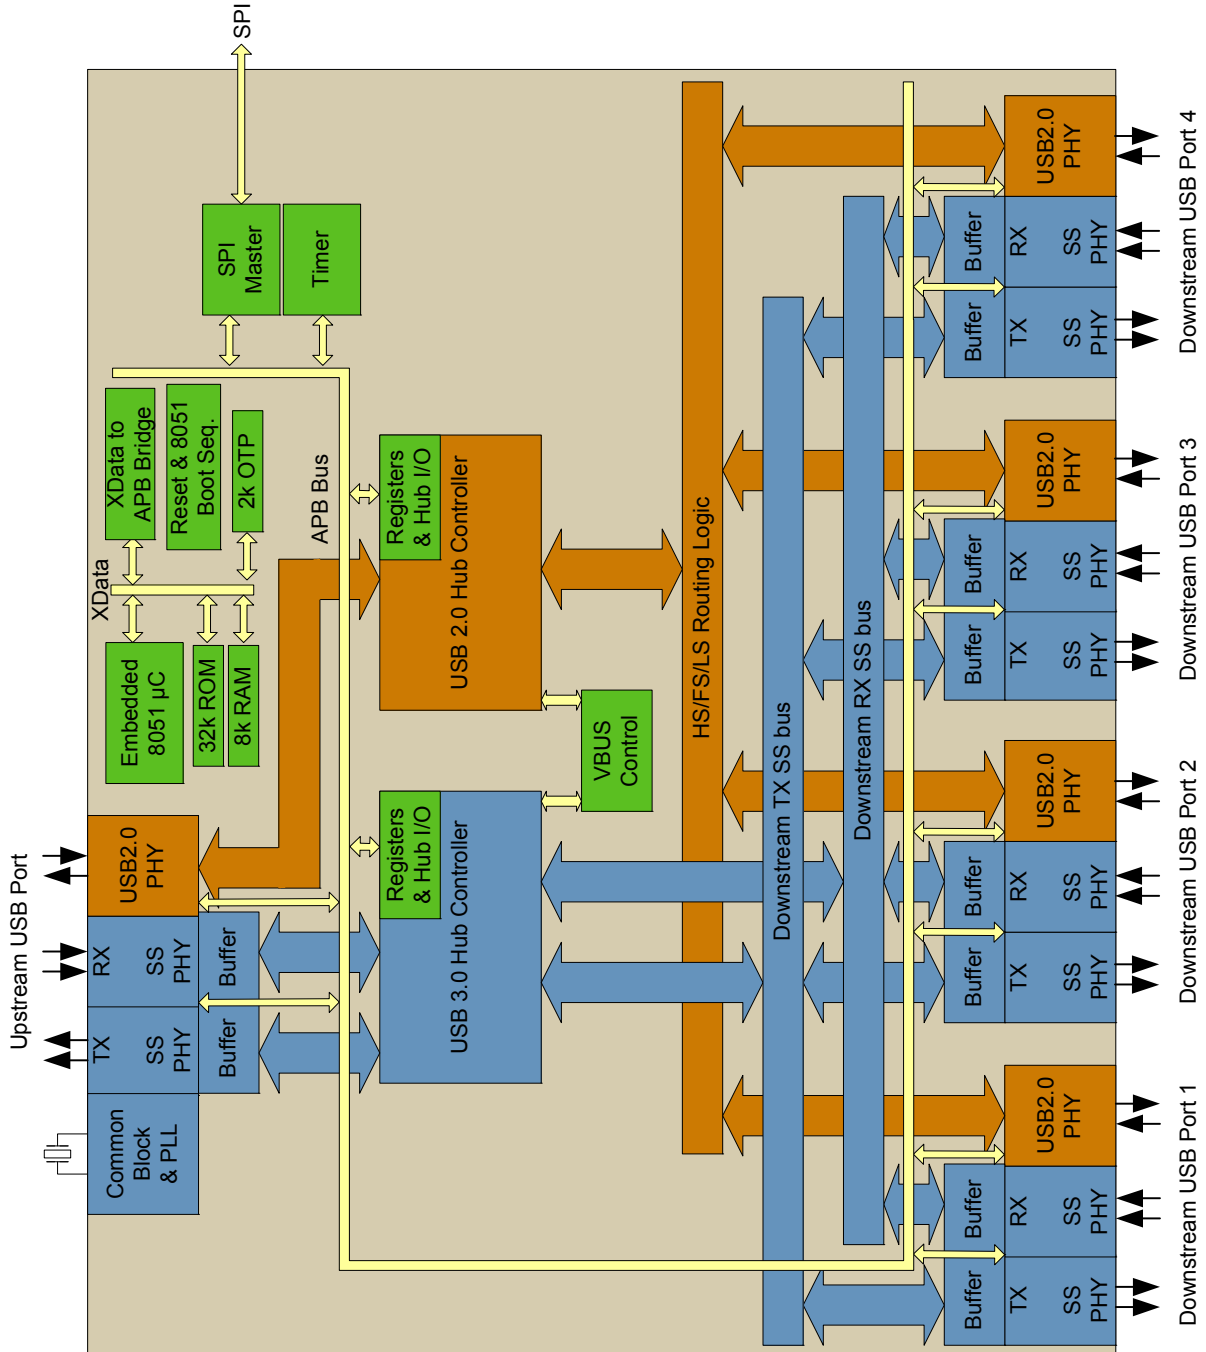 Upstream USB Port
Common
Block
& PLL
TX
SS
PHY
RX
SS
PHY
USB2.0
PHY
Buffer
Buffer
Embedded
8051 µC
32k ROM
8k RAM
XData
XData to
APB Bridge
Reset & 8051
Boot Seq.
2k OTP
SPI
Master
Timer
SPI
APB Bus
Registers
& Hub I/O
USB 3.0 Hub Controller
Registers
& Hub I/O
USB 2.0 Hub Controller
VBUS
Control
HS/FS/LS Routing Logic
Downstream TX SS bus
Downstream RX SS bus
Buffer
Buffer
TX
SS
PHY
RX
SS
PHY
USB2.0
PHY
Downstream USB Port 1
Buffer
Buffer
TX
SS
PHY
RX
SS
PHY
USB2.0
PHY
Downstream USB Port 2
Buffer
Buffer
TX
SS
PHY
RX
SS
PHY
USB2.0
PHY
Downstream USB Port 3
Buffer
Buffer
TX
SS
PHY
RX
SS
PHY
USB2.0
PHY
Downstream USB Port 4